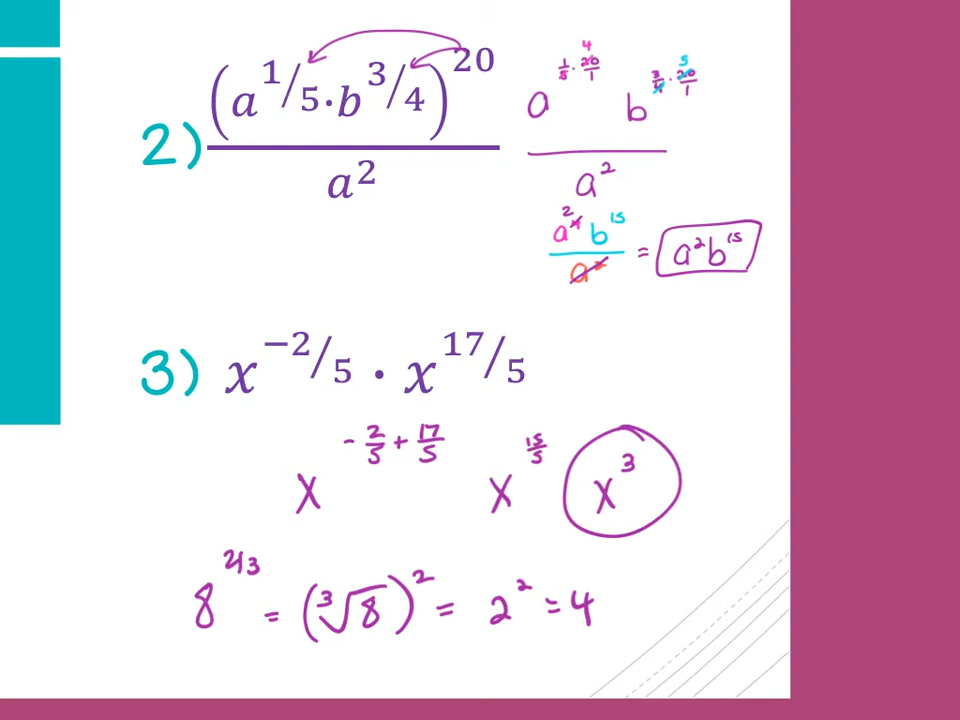 2) (a^1/5 · b^3/4)^20 / a^2
a^(1/5 · 20/1) b^(3/4 · 20/1) / a^2
4 5
a^4 b^15 / a^2 = a^2 b^15
2
3) x^−2/5 · x^17/5
x^(-2/5 + 17/5) x^15/5 x^3
8^2/3 = (∛8)^2 = 2^2 = 4